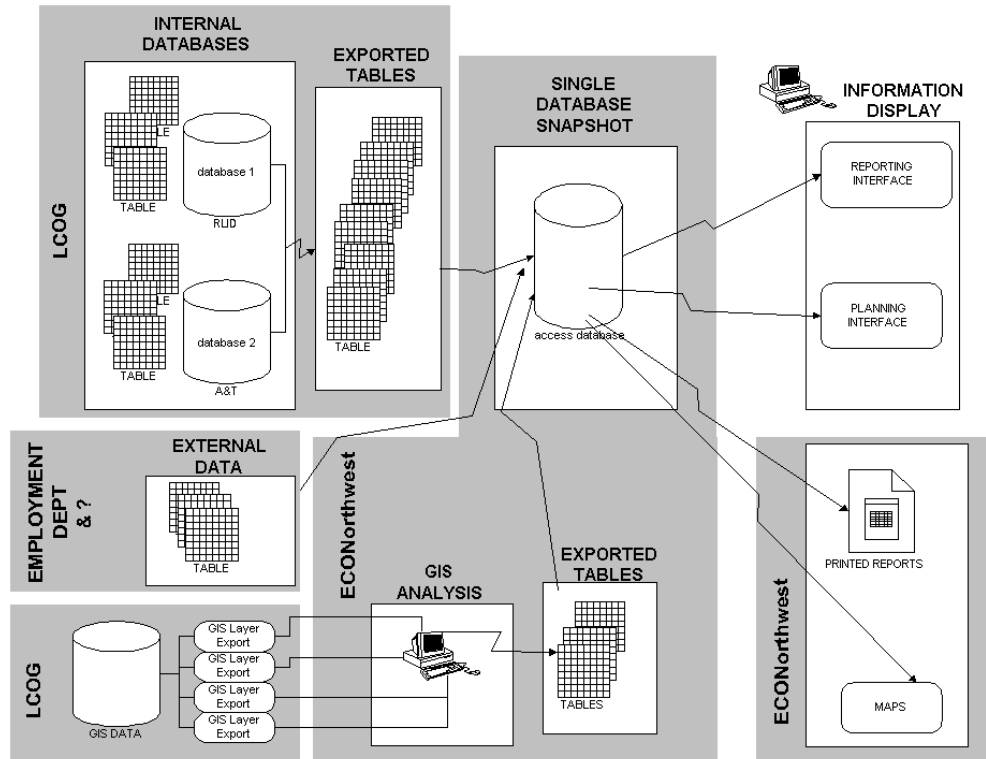 INTERNAL
DATABASES
EXPORTED
TABLES
LCOG
TABLE
TABLE
database 1
RLID
TABLE
TABLE
database 2
A&T
TABLE
SINGLE
DATABASE
SNAPSHOT
access database
INFORMATION
DISPLAY
REPORTING
INTERFACE
PLANNING
INTERFACE
EMPLOYMENT
DEPT
& ?
EXTERNAL
DATA
TABLE
ECONorthwest
GIS
ANALYSIS
EXPORTED
TABLES
TABLES
LCOG
GIS DATA
GIS Layer
Export
GIS Layer
Export
GIS Layer
Export
GIS Layer
Export
ECONorthwest
PRINTED REPORTS
MAPS